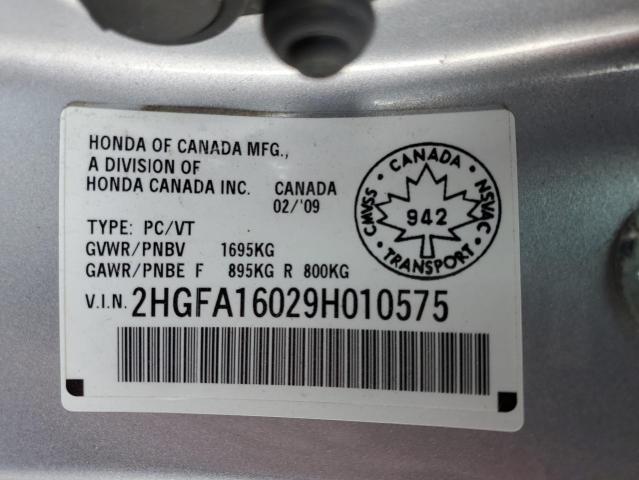 HONDA OF CANADA MFG.,
A DIVISION OF
HONDA CANADA INC. CANADA
02/'09
TYPE: PC/VT
GVWR/PNBV 1695KG
GAWR/PNBE F 895KG R 800KG
V.I.N. 2HGFA16029H010575
CANADA
CMVSS 942 NSVAC
TRANSPORT